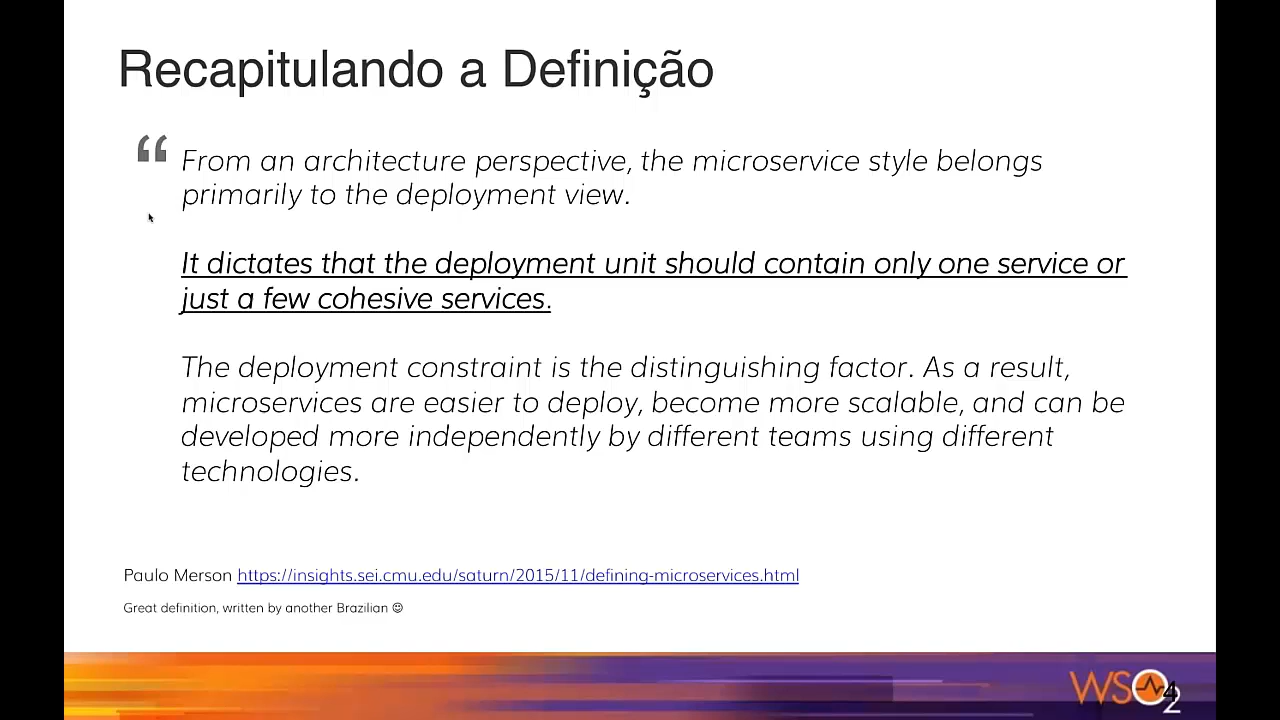 Recapitulando a Definição
“ From an architecture perspective, the microservice style belongs
primarily to the deployment view.
It dictates that the deployment unit should contain only one service or
just a few cohesive services.
The deployment constraint is the distinguishing factor. As a result,
microservices are easier to deploy, become more scalable, and can be
developed more independently by different teams using different
technologies.
Paulo Merson https://insights.sei.cmu.edu/saturn/2015/11/defining-microservices.html
Great definition, written by another Brazilian ☺
WSO2
4